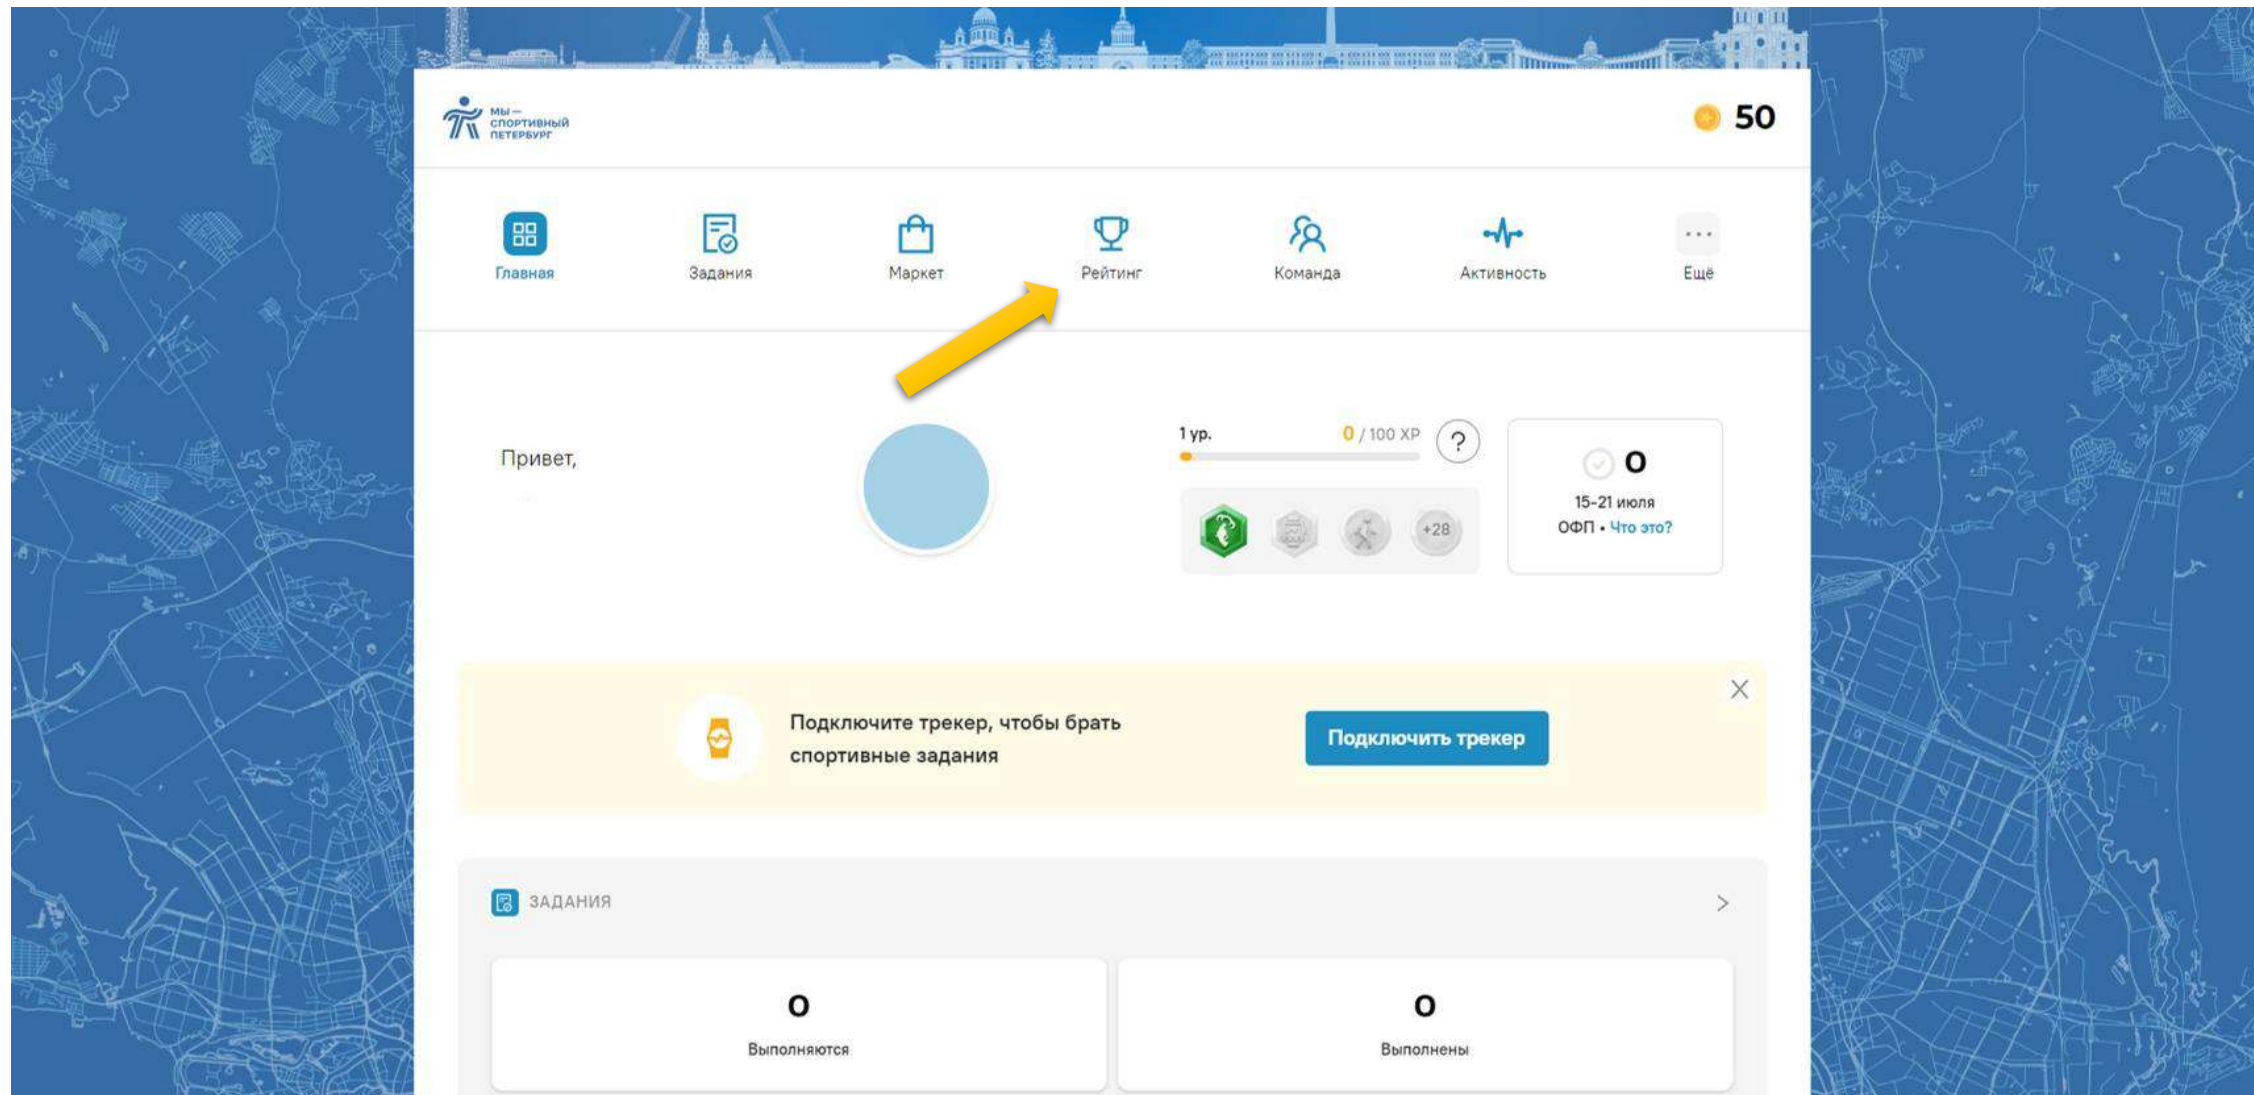 МЫ —
СПОРТИВНЫЙ
ПЕТЕРБУРГ
50
Главная
Задания
Маркет
Рейтинг
Команда
Активность
Ещё
Привет,
1 ур.
0 / 100 XP
?
+28
0
15-21 июля
ОФП • Что это?
Подключите трекер, чтобы брать
спортивные задания
Подключить трекер
ЗАДАНИЯ
0
Выполняются
0
Выполнены